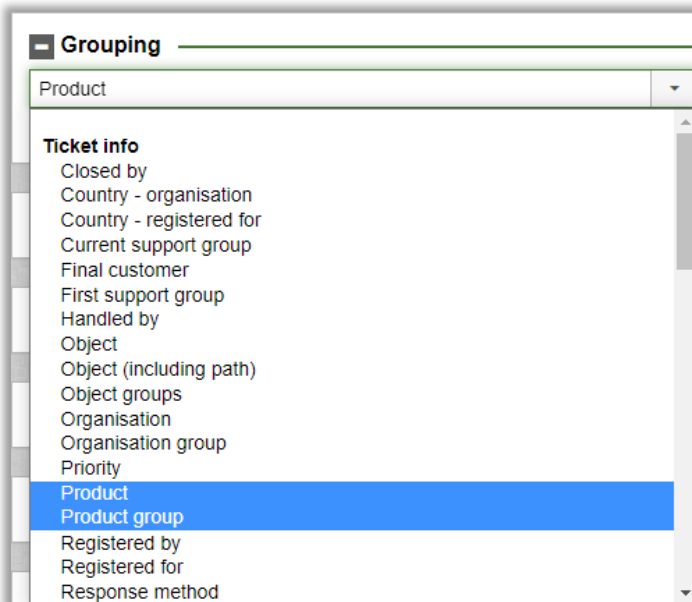 Grouping
Product
Ticket info
Closed by
Country - organisation
Country - registered for
Current support group
Final customer
First support group
Handled by
Object
Object (including path)
Object groups
Organisation
Organisation group
Priority
Product
Product group
Registered by
Registered for
Response method